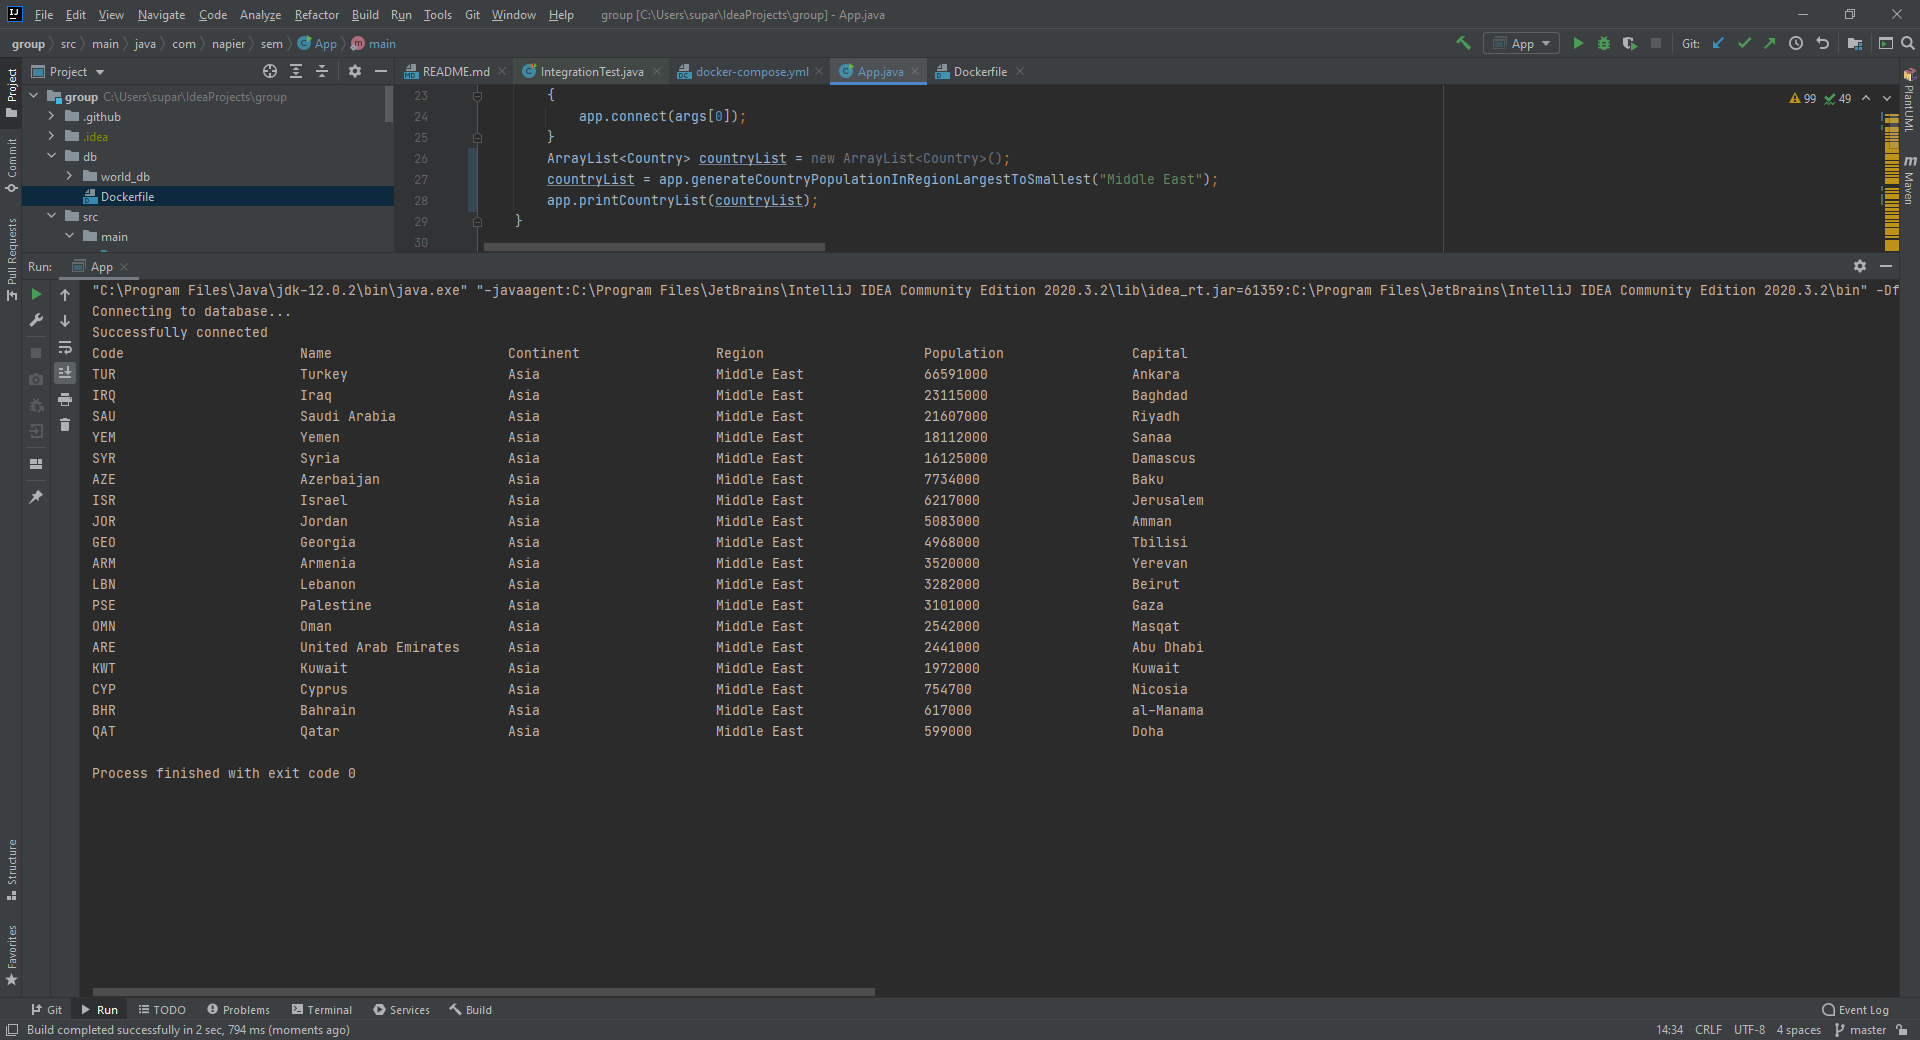 File Edit View Navigate Code Analyze Refactor Build Run Tools Git Window Help group [C:\Users\supar\IdeaProjects\group] - App.java
group src main java com napier sem App main App Git:
Project README.md IntegrationTest.java docker-compose.yml App.java Dockerfile
group C:\Users\supar\IdeaProjects\group
.github
.idea
db
world_db
Dockerfile
src
main
23 {
24 app.connect(args[0]);
25 }
26 ArrayList<Country> countryList = new ArrayList<Country>();
27 countryList = app.generateCountryPopulationInRegionLargestToSmallest("Middle East");
28 app.printCountryList(countryList);
29 }
30
99 49
Project
Commit
Pull Requests
Structure
Favorites
PlantUML
Maven
Run: App
"C:\Program Files\Java\jdk-12.0.2\bin\java.exe" "-javaagent:C:\Program Files\JetBrains\IntelliJ IDEA Community Edition 2020.3.2\lib\idea_rt.jar=61359:C:\Program Files\JetBrains\IntelliJ IDEA Community Edition 2020.3.2\bin" -Df
Connecting to database...
Successfully connected
Code Name Continent Region Population Capital
TUR Turkey Asia Middle East 66591000 Ankara
IRQ Iraq Asia Middle East 23115000 Baghdad
SAU Saudi Arabia Asia Middle East 21607000 Riyadh
YEM Yemen Asia Middle East 18112000 Sanaa
SYR Syria Asia Middle East 16125000 Damascus
AZE Azerbaijan Asia Middle East 7734000 Baku
ISR Israel Asia Middle East 6217000 Jerusalem
JOR Jordan Asia Middle East 5083000 Amman
GEO Georgia Asia Middle East 4968000 Tbilisi
ARM Armenia Asia Middle East 3520000 Yerevan
LBN Lebanon Asia Middle East 3282000 Beirut
PSE Palestine Asia Middle East 3101000 Gaza
OMN Oman Asia Middle East 2542000 Masqat
ARE United Arab Emirates Asia Middle East 2441000 Abu Dhabi
KWT Kuwait Asia Middle East 1972000 Kuwait
CYP Cyprus Asia Middle East 754700 Nicosia
BHR Bahrain Asia Middle East 617000 al-Manama
QAT Qatar Asia Middle East 599000 Doha
Process finished with exit code 0
Git Run TODO Problems Terminal Services Build Event Log
Build completed successfully in 2 sec, 794 ms (moments ago) 14:34 CRLF UTF-8 4 spaces master